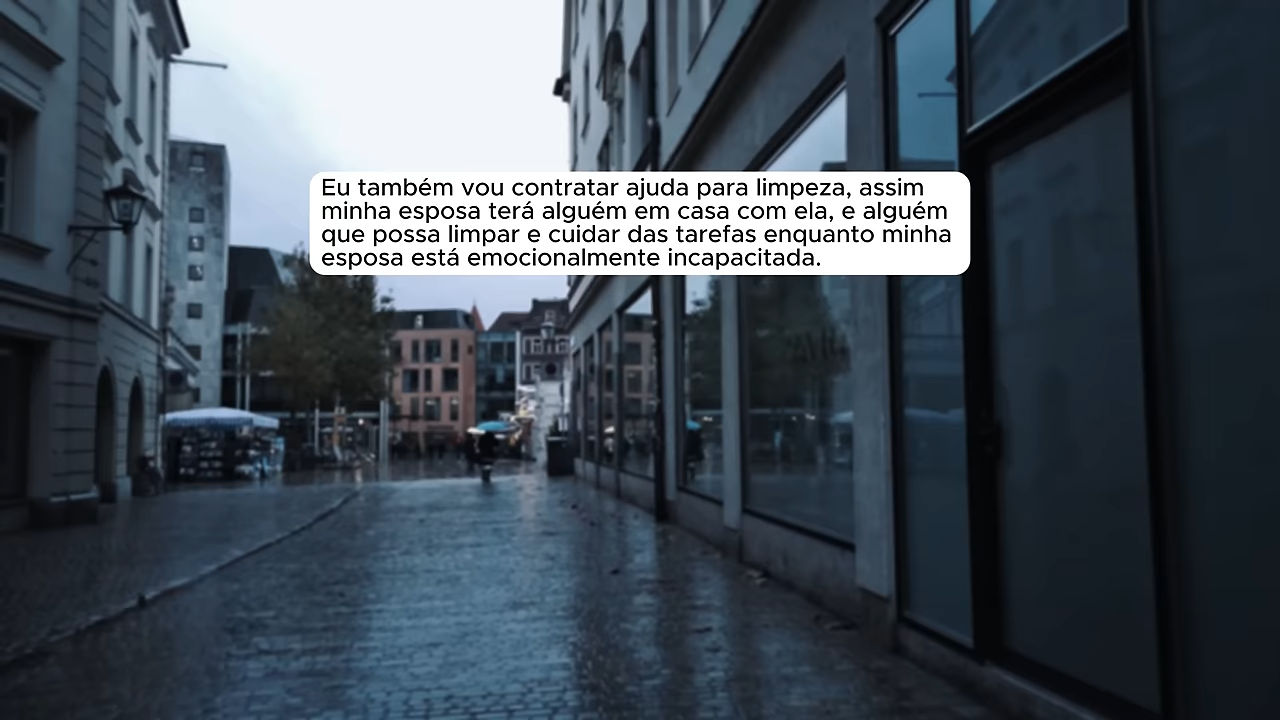 Eu também vou contratar ajuda para limpeza, assim
minha esposa terá alguém em casa com ela, e alguém
que possa limpar e cuidar das tarefas enquanto minha
esposa está emocionalmente incapacitada.